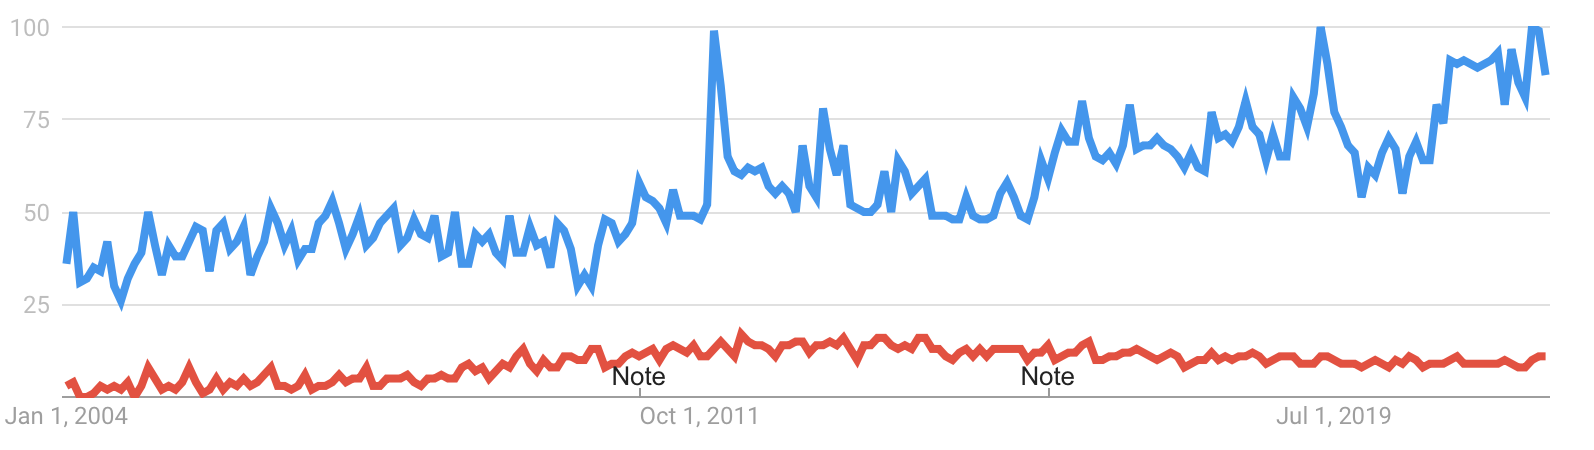 100
75
50
25
Note
Note
Jan 1, 2004
Oct 1, 2011
Jul 1, 2019